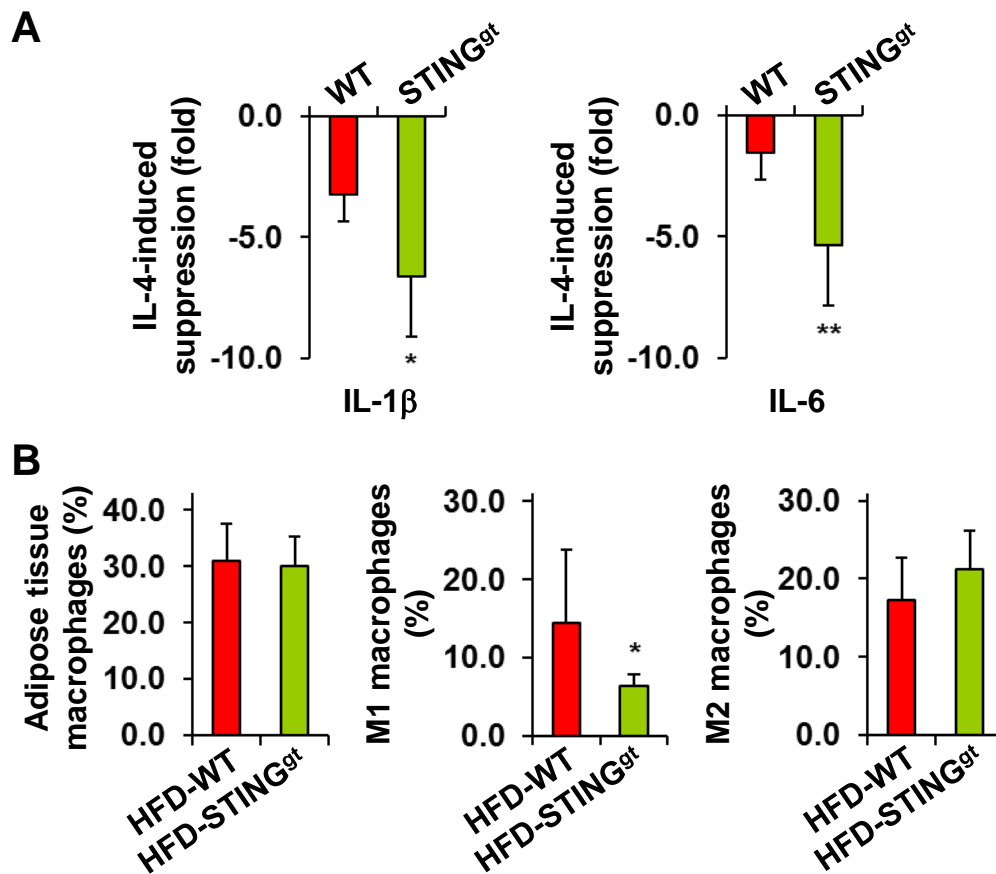 A
WT
STINGgt
0.0
-5.0
-10.0
IL-4-induced
suppression (fold)
*
IL-1β
WT
STINGgt
0.0
-5.0
-10.0
IL-4-induced
suppression (fold)
**
IL-6
B
Adipose tissue
macrophages (%)
40.0
30.0
20.0
10.0
0.0
HFD-WT
HFD-STINGgt
M1 macrophages
(%)
30.0
20.0
10.0
0.0
*
HFD-WT
HFD-STINGgt
M2 macrophages
(%)
30.0
20.0
10.0
0.0
HFD-WT
HFD-STINGgt